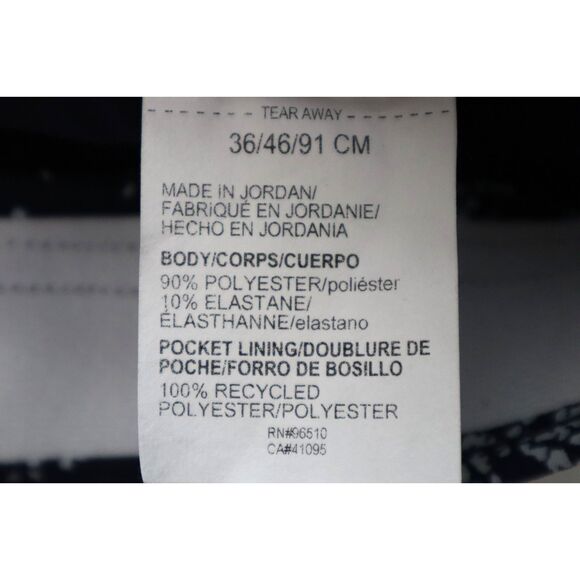 TEAR AWAY
36/46/91 CM
MADE IN JORDAN/
FABRIQUÉ EN JORDANIE/
HECHO EN JORDANIA
BODY/CORPS/CUERPO
90% POLYESTER/poliéster
10% ELASTANE/
ÉLASTHANNE/elastano
POCKET LINING/DOUBLURE DE
POCHE/FORRO DE BOSILLO
100% RECYCLED
POLYESTER/POLYESTER
RN#96510
CA#41095